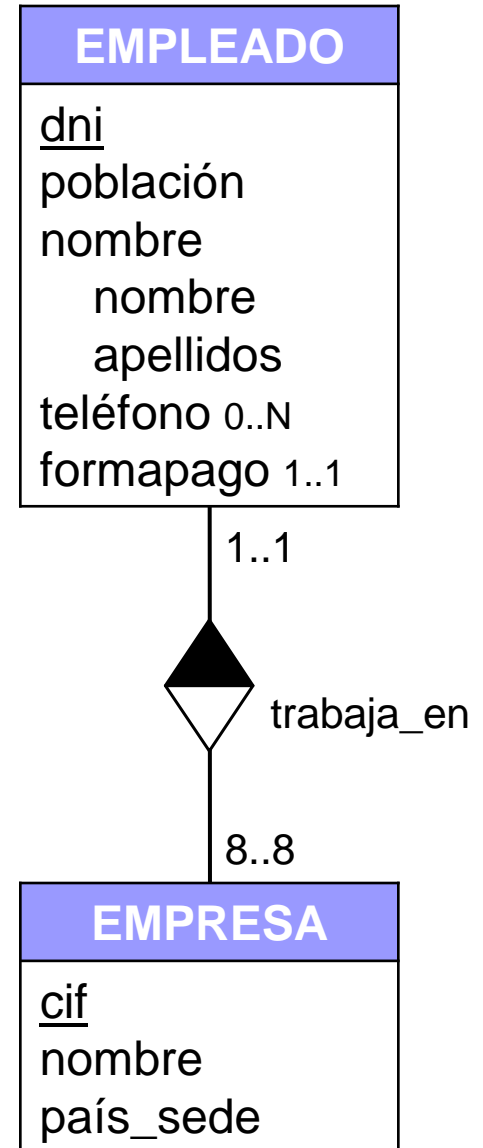 EMPLEADO
dni
población
nombre
nombre
apellidos
teléfono 0..N
formapago 1..1
1..1
trabaja_en
8..8
EMPRESA
cif
nombre
país_sede